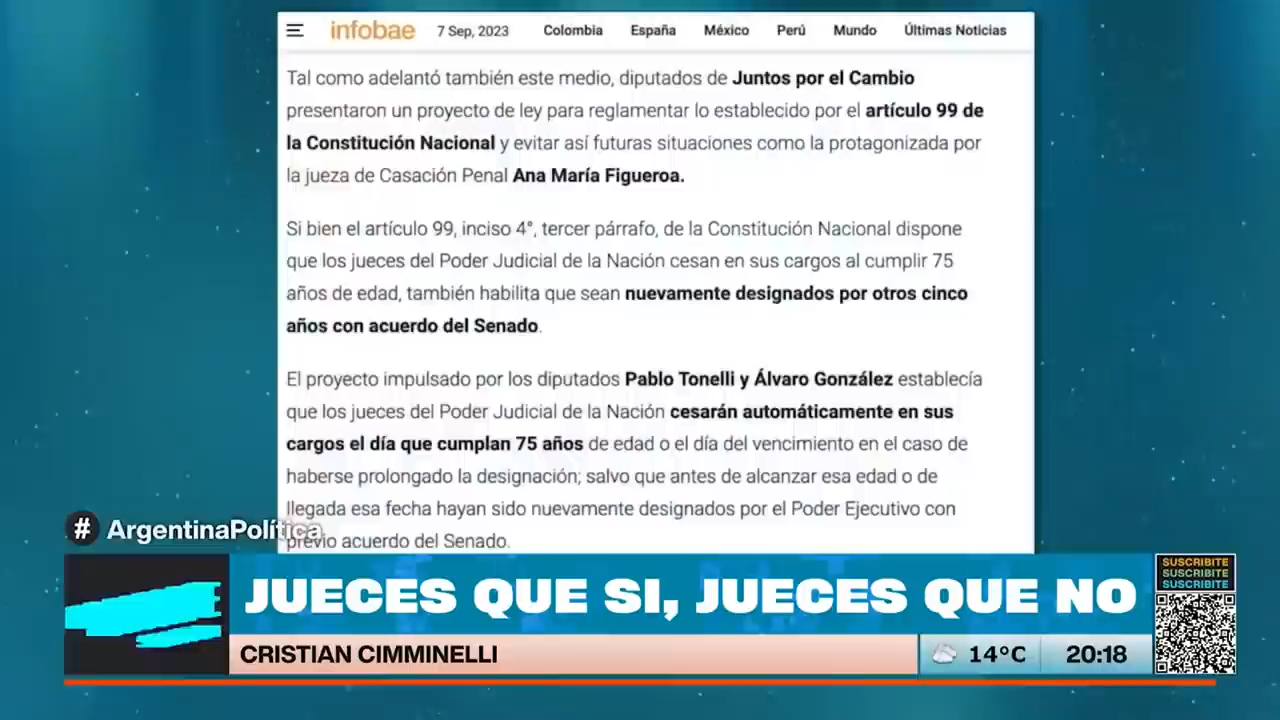 infobae 7 Sep, 2023 Colombia España México Perú Mundo Últimas Noticias
Tal como adelantó también este medio, diputados de Juntos por el Cambio
presentaron un proyecto de ley para reglamentar lo establecido por el artículo 99 de
la Constitución Nacional y evitar así futuras situaciones como la protagonizada por
la jueza de Casación Penal Ana María Figueroa.
Si bien el artículo 99, inciso 4°, tercer párrafo, de la Constitución Nacional dispone
que los jueces del Poder Judicial de la Nación cesan en sus cargos al cumplir 75
años de edad, también habilita que sean nuevamente designados por otros cinco
años con acuerdo del Senado.
El proyecto impulsado por los diputados Pablo Tonelli y Álvaro González establecía
que los jueces del Poder Judicial de la Nación cesarán automáticamente en sus
cargos el día que cumplan 75 años de edad o el día del vencimiento en el caso de
haberse prolongado la designación; salvo que antes de alcanzar esa edad o de
llegada esa fecha hayan sido nuevamente designados por el Poder Ejecutivo con
previo acuerdo del Senado.
# ArgentinaPolítica
JUECES QUE SI, JUECES QUE NO
CRISTIAN CIMMINELLI
14°C 20:18
SUSCRIBITE
SUSCRIBITE
SUSCRIBITE